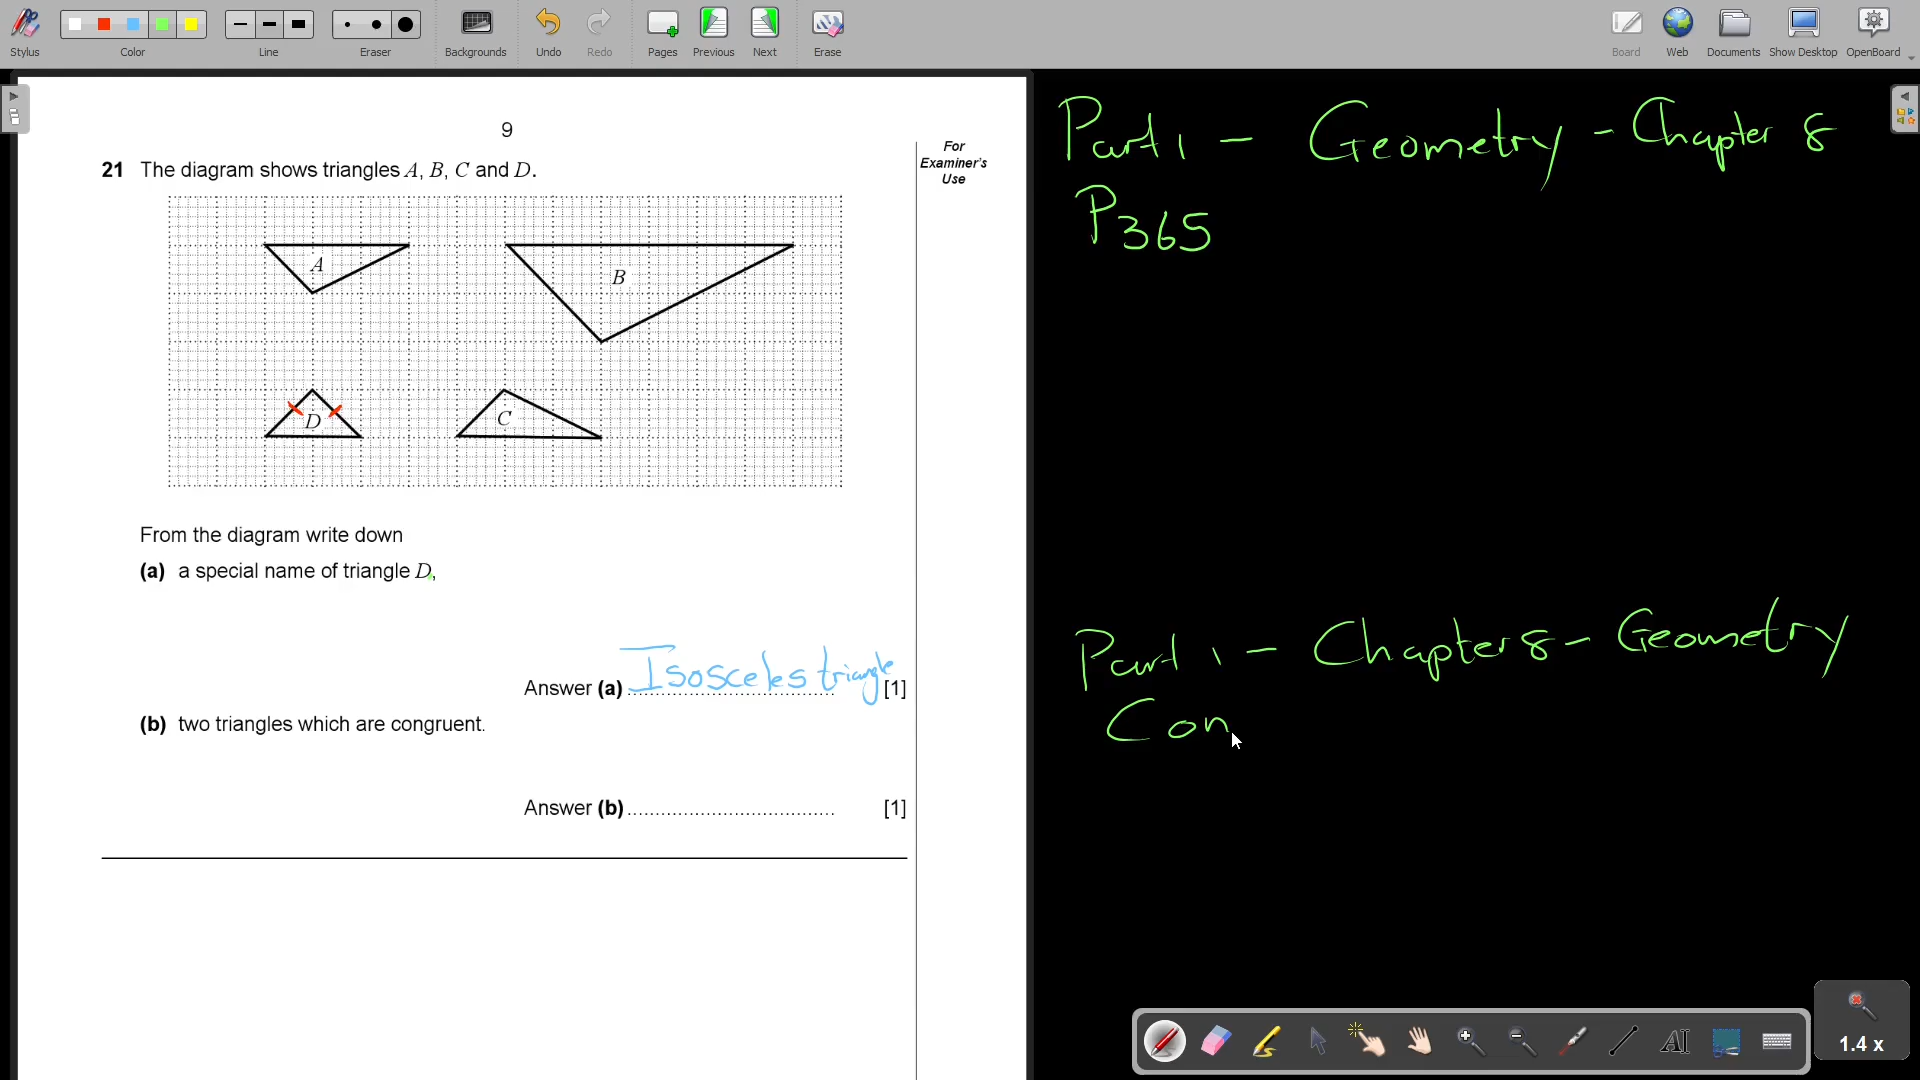 Stylus Color Line Eraser Backgrounds Undo Redo Pages Previous Next Erase Board Web Documents Show Desktop OpenBoard
9
For
Examiner's
Use
21 The diagram shows triangles A, B, C and D.
A
B
D
C
From the diagram write down
(a) a special name of triangle D,
Answer (a) Isosceles triangle [1]
(b) two triangles which are congruent.
Answer (b) .................................... [1]
Part 1 - Geometry - Chapter 8
P365
Part 1 - Chapter 8 - Geometry
Con
AI
1.4 x